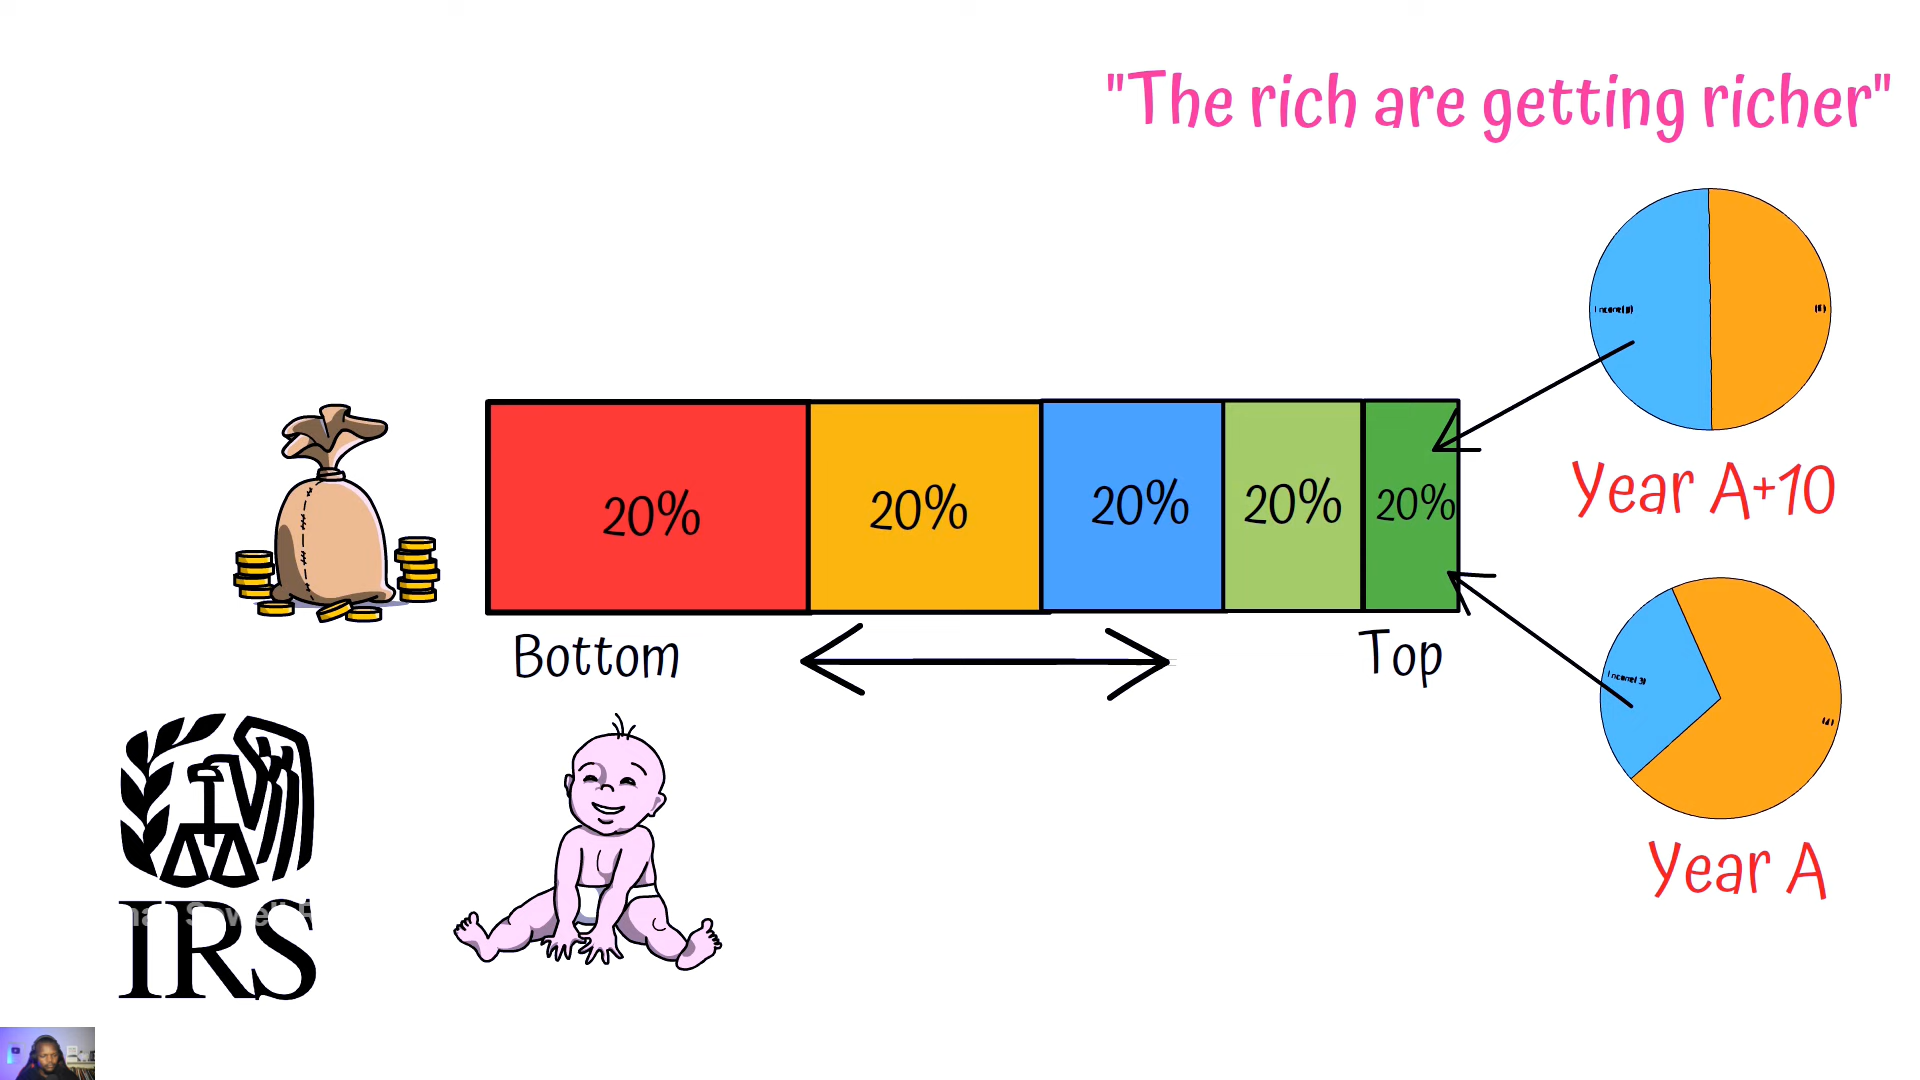 "The rich are getting richer"
20%
20%
20%
20%
20%
Year A+10
Bottom
Top
Year A
IRS